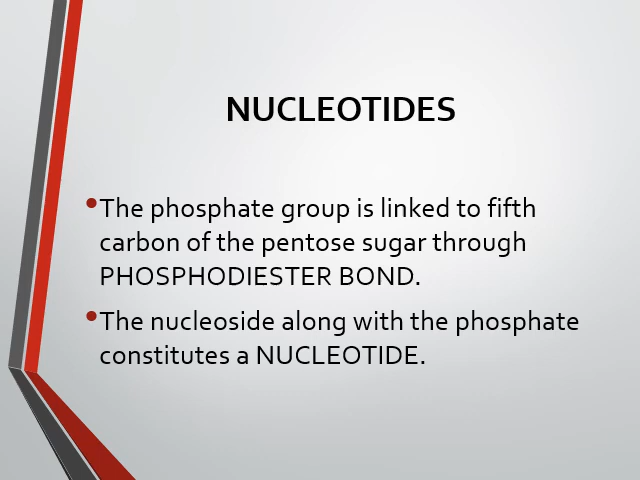 NUCLEOTIDES
•The phosphate group is linked to fifth
carbon of the pentose sugar through
PHOSPHODIESTER BOND.
•The nucleoside along with the phosphate
constitutes a NUCLEOTIDE.